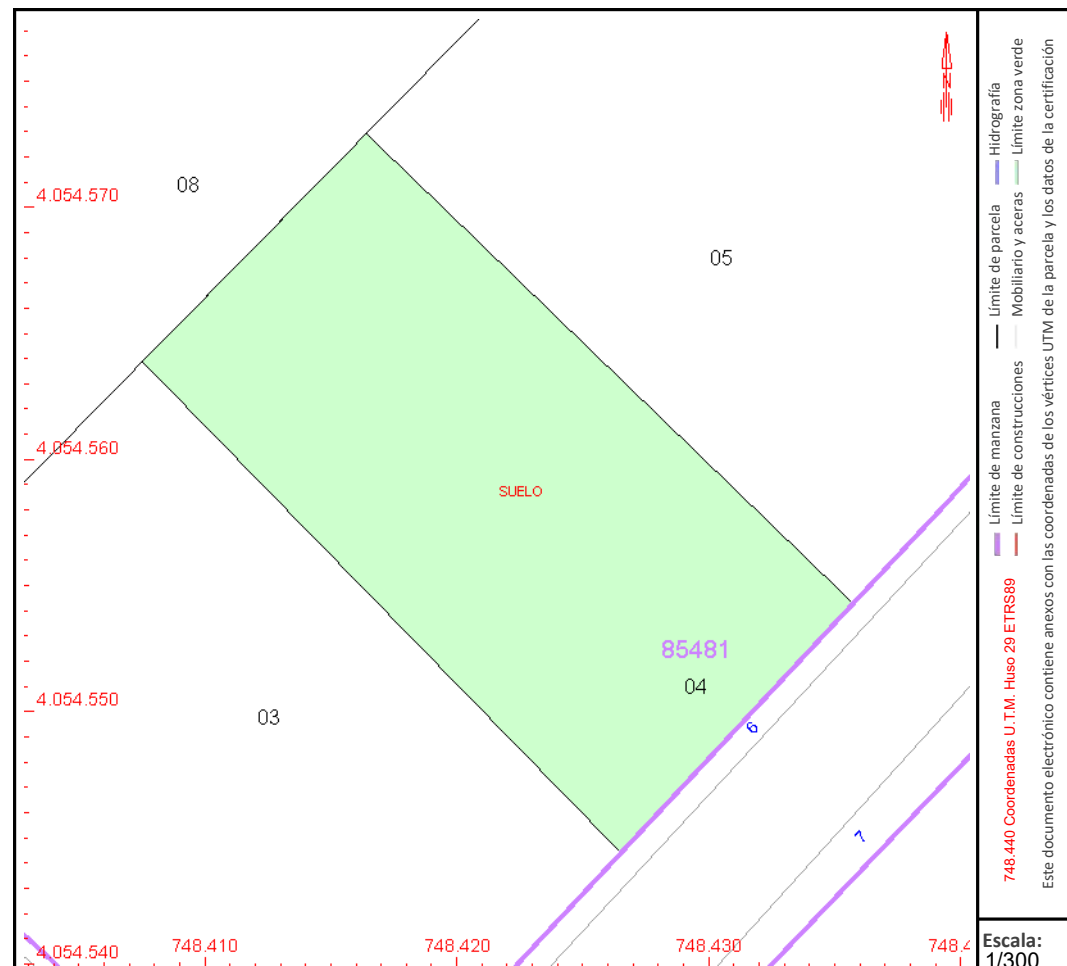 N
08
4.054.570
05
4.054.560
SUELO
85481
04
4.054.550
03
6
7
4.054.540
748.410
748.420
748.430
748.4
Límite de manzana
Límite de parcela
Hidrografía
Límite de construcciones
Mobiliario y aceras
Límite zona verde
748.440 Coordenadas U.T.M. Huso 29 ETRS89
Este documento electrónico contiene anexos con las coordenadas de los vértices UTM de la parcela y los datos de la certificación
Escala:
1/300